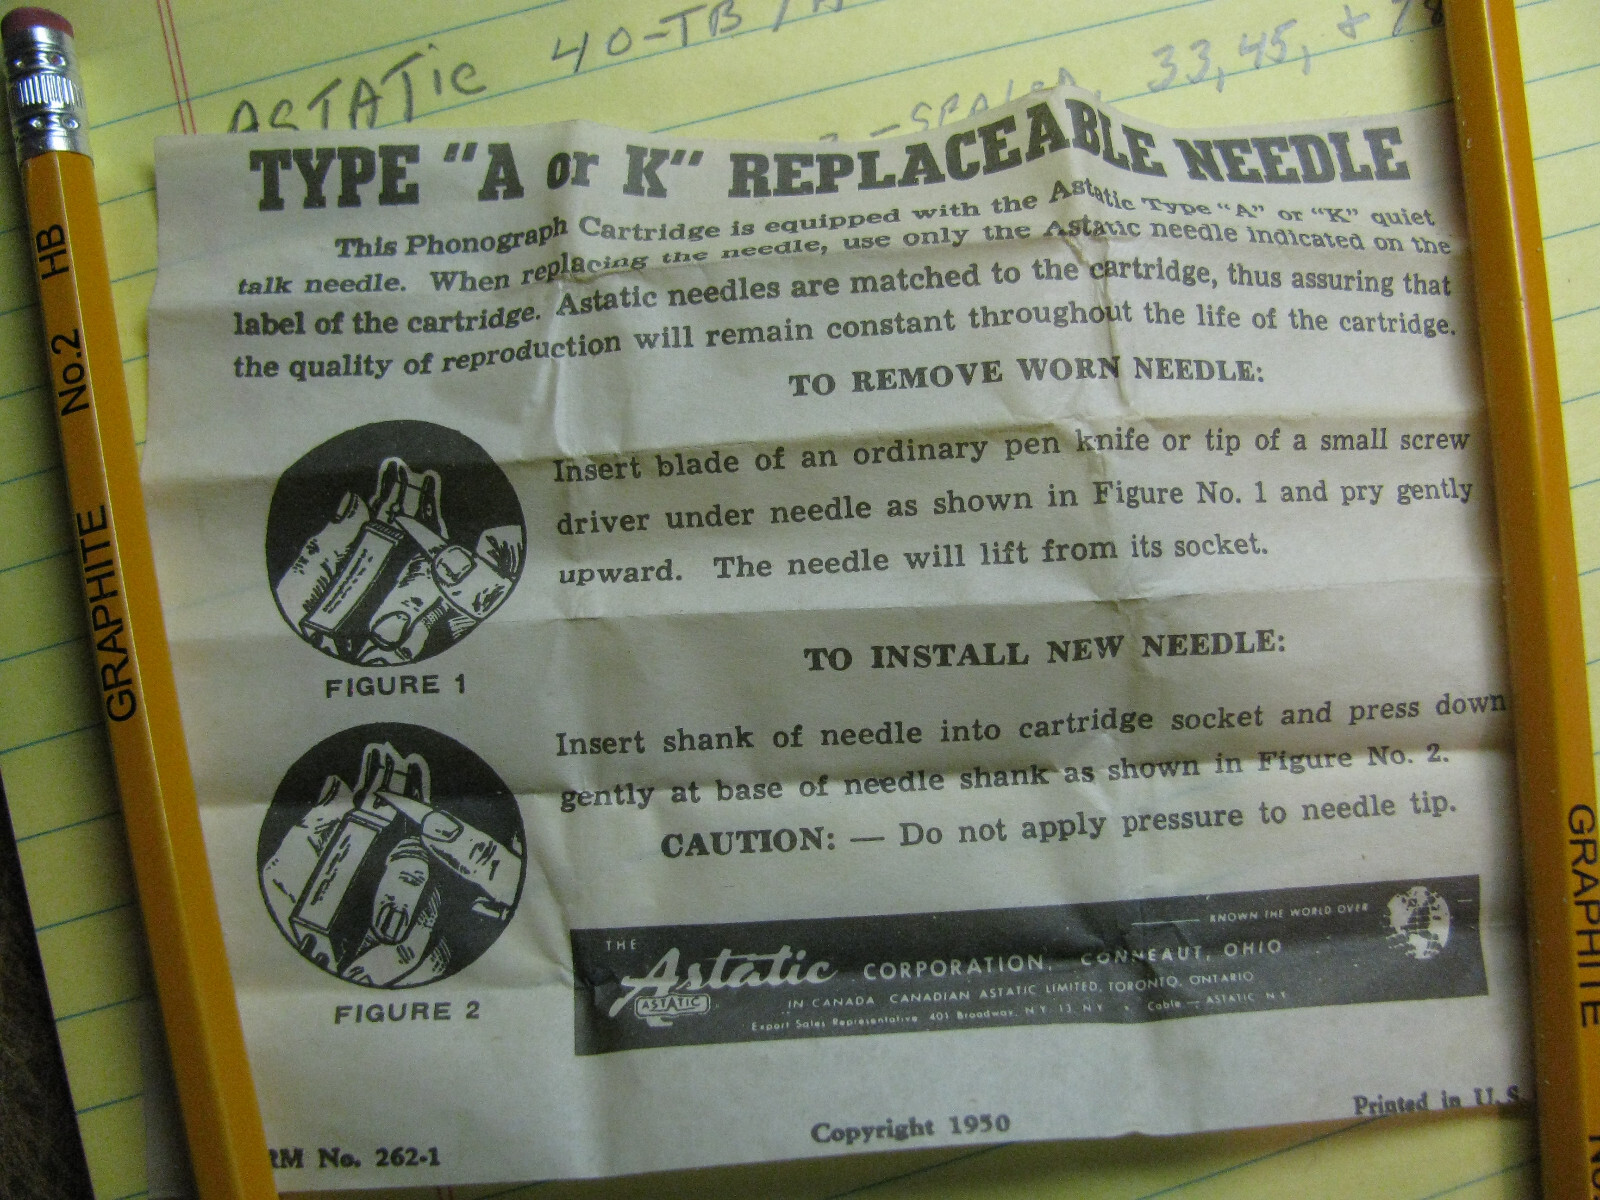 ASTATIC 40-TB
33, 45, + 78
TYPE "A or K" REPLACEABLE NEEDLE
This Phonograph Cartridge is equipped with the Astatic Type "A" or "K" quiet
talk needle. When replacing the needle, use only the Astatic needle indicated on the
label of the cartridge. Astatic needles are matched to the cartridge, thus assuring that
the quality of reproduction will remain constant throughout the life of the cartridge.
TO REMOVE WORN NEEDLE:
Insert blade of an ordinary pen knife or tip of a small screw
driver under needle as shown in Figure No. 1 and pry gently
upward. The needle will lift from its socket.
FIGURE 1
TO INSTALL NEW NEEDLE:
Insert shank of needle into cartridge socket and press down
gently at base of needle shank as shown in Figure No. 2.
CAUTION: — Do not apply pressure to needle tip.
FIGURE 2
KNOWN THE WORLD OVER
THE Astatic CORPORATION, CONNEAUT, OHIO
ASTATIC
IN CANADA CANADIAN ASTATIC LIMITED, TORONTO, ONTARIO
Export Sales Representative, 401 Broadway, N.Y. 13, N.Y. • Cable — ASTATIC N.Y.
Copyright 1950
Printed in U.S.
RM No. 262-1
GRAPHITE No.2 HB
GRAPHITE